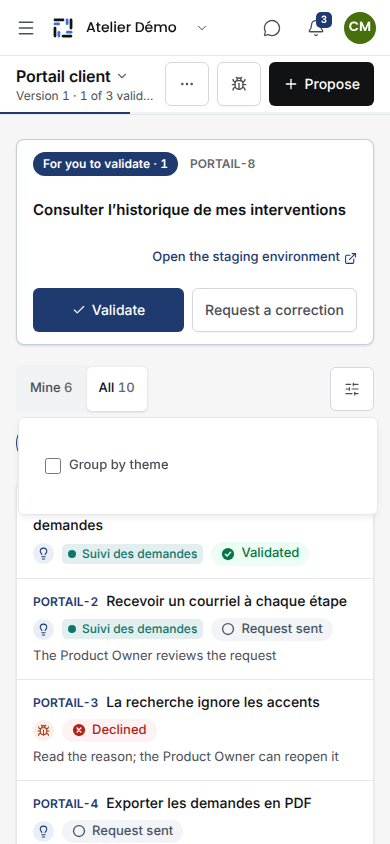 Atelier Démo
3
CM
Portail client
Version 1 · 1 of 3 valid...
Propose
For you to validate · 1 PORTAIL-8
Consulter l’historique de mes interventions
Open the staging environment
Validate
Request a correction
Mine 6
All 10
Group by theme
demandes
Suivi des demandes
Validated
PORTAIL-2 Recevoir un courriel à chaque étape
Suivi des demandes
Request sent
The Product Owner reviews the request
PORTAIL-3 La recherche ignore les accents
Declined
Read the reason; the Product Owner can reopen it
PORTAIL-4 Exporter les demandes en PDF
Request sent